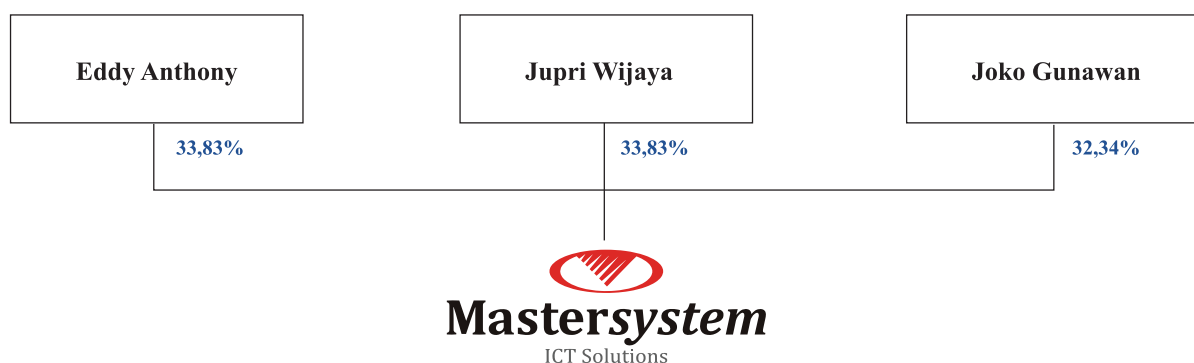 Eddy Anthony
Jupri Wijaya
Joko Gunawan
33,83%
33,83%
32,34%
Mastersystem
ICT Solutions